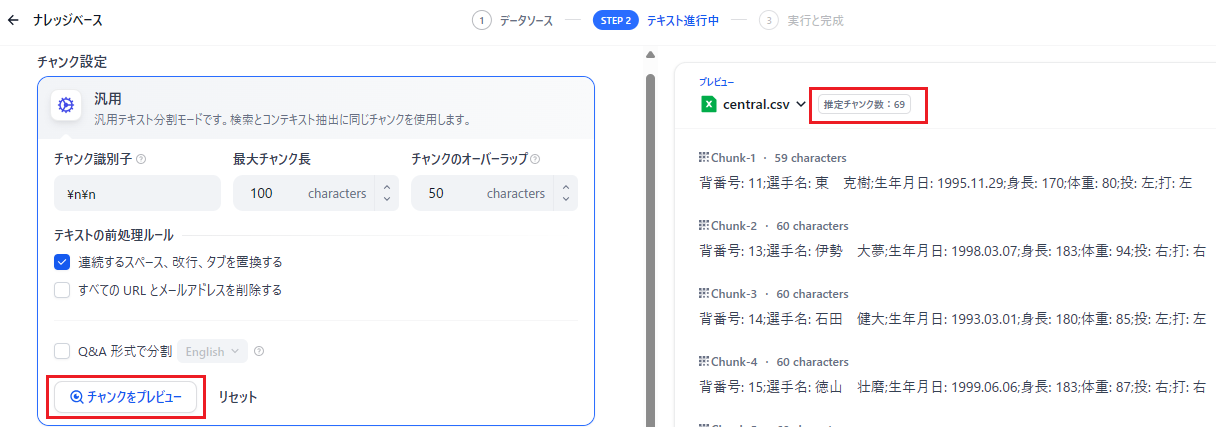 ナレッジベース
1 データソース STEP 2 テキスト進行中 3 実行と完成
チャンク設定
汎用
汎用テキスト分割モードです。検索とコンテキスト抽出に同じチャンクを使用します。
チャンク識別子 最大チャンク長 チャンクのオーバーラップ
¥n¥n 100 characters 50 characters
テキストの前処理ルール
連続するスペース、改行、タブを置換する
すべての URL とメールアドレスを削除する
Q&A 形式で分割 English
チャンクをプレビュー リセット
プレビュー
central.csv 推定チャンク数：69
Chunk-1 · 59 characters
背番号: 11;選手名: 東　克樹;生年月日: 1995.11.29;身長: 170;体重: 80;投: 左;打: 左
Chunk-2 · 60 characters
背番号: 13;選手名: 伊勢　大夢;生年月日: 1998.03.07;身長: 183;体重: 94;投: 右;打: 右
Chunk-3 · 60 characters
背番号: 14;選手名: 石田　健大;生年月日: 1993.03.01;身長: 180;体重: 85;投: 左;打: 左
Chunk-4 · 60 characters
背番号: 15;選手名: 徳山　壮磨;生年月日: 1999.06.06;身長: 183;体重: 87;投: 右;打: 右